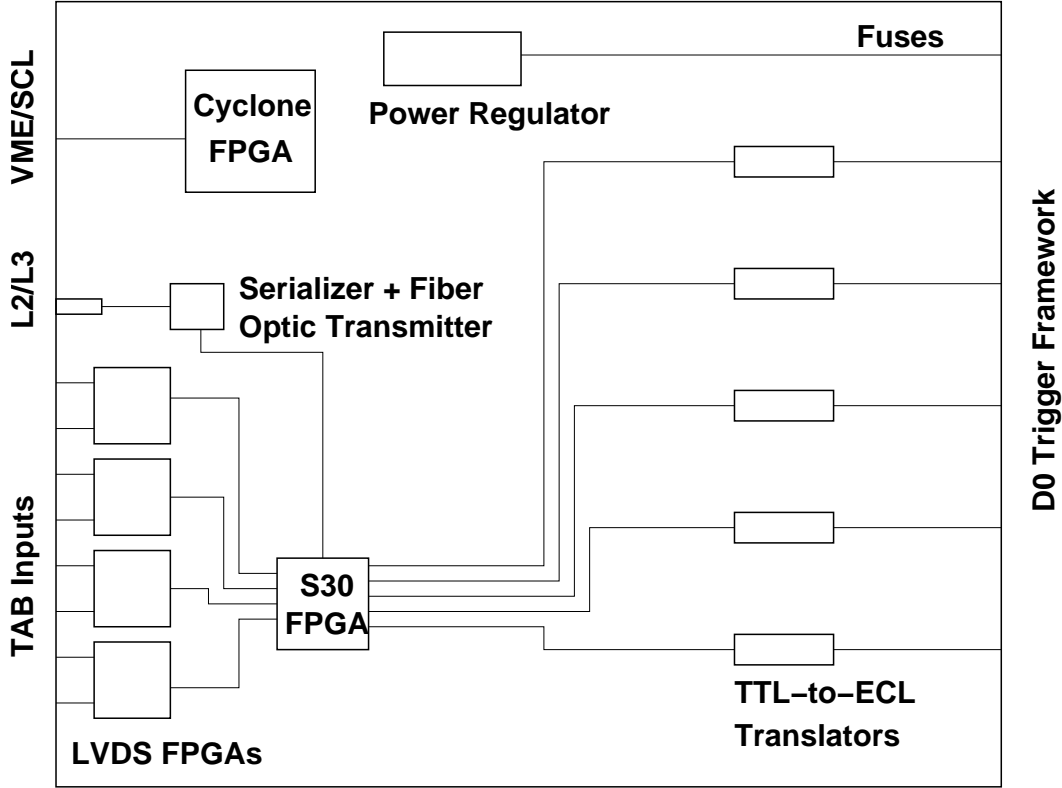 Fuses
Power Regulator
Cyclone
FPGA
VME/SCL
L2/L3
Serializer + Fiber
Optic Transmitter
TAB Inputs
S30
FPGA
LVDS FPGAs
TTL−to−ECL
Translators
D0 Trigger Framework